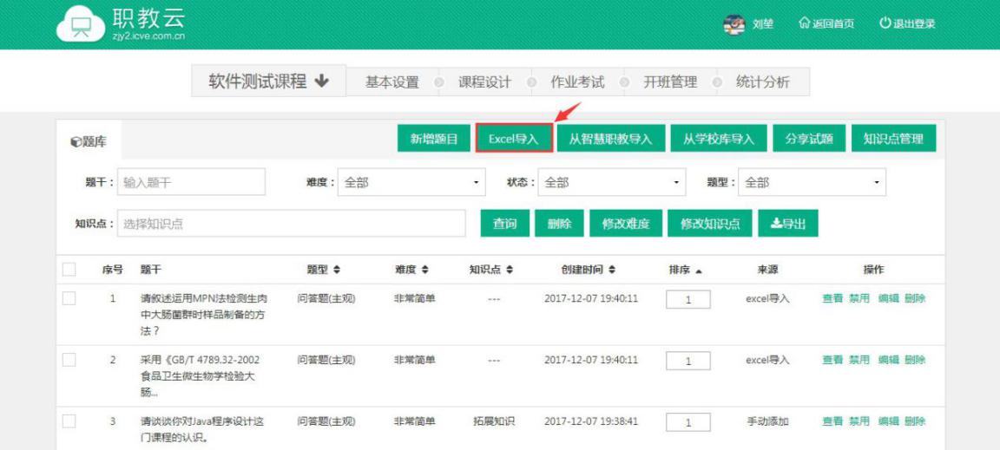 职教云
zjy2.icve.com.cn
刘堃 返回首页 退出登录
软件测试课程 基本设置 课程设计 作业考试 开班管理 统计分析
题库 新增题目 Excel导入 从智慧职教导入 从学校库导入 分享试题 知识点管理
题干： 输入题干 难度： 全部 状态： 全部 题型： 全部
知识点： 选择知识点 查询 删除 修改难度 修改知识点 导出
序号 题干 题型 难度 知识点 创建时间 排序 来源 操作
1 请叙述运用MPN法检测生肉 问答题(主观) 非常简单 --- 2017-12-07 19:40:11 1 excel导入 查看 禁用 编辑 删除
中大肠菌群时样品制备的方
法？
2 采用《GB/T 4789.32-2002 问答题(主观) 非常简单 --- 2017-12-07 19:40:11 1 excel导入 查看 禁用 编辑 删除
食品卫生微生物学检验大
肠...
3 请谈谈你对Java程序设计这 问答题(主观) 非常简单 拓展知识 2017-12-07 19:38:41 1 手动添加 查看 禁用 编辑 删除
门课程的认识。